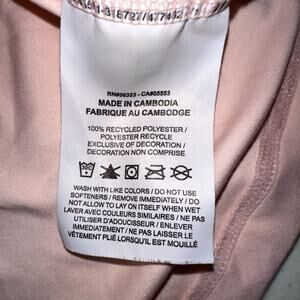 RN#56323 - CA#05553
MADE IN CAMBODIA
FABRIQUE AU CAMBODGE
100% RECYCLED POLYESTER /
POLYESTER RECYCLE
EXCLUSIVE OF DECORATION /
DECORATION NON COMPRISE
WASH WITH LIKE COLORS / DO NOT USE
SOFTENERS / REMOVE IMMEDIATELY / DO
NOT ALLOW TO LAY ON ITSELF WHEN WET
LAVER AVEC COULEURS SIMILAIRES / NE PAS
UTILISER D'ADOUCISSEUR / ENLEVER
IMMÉDIATEMENT / NE PAS LAISSER LE
VÊTEMENT PLIÉ LORSQU'IL EST MOUILLÉ